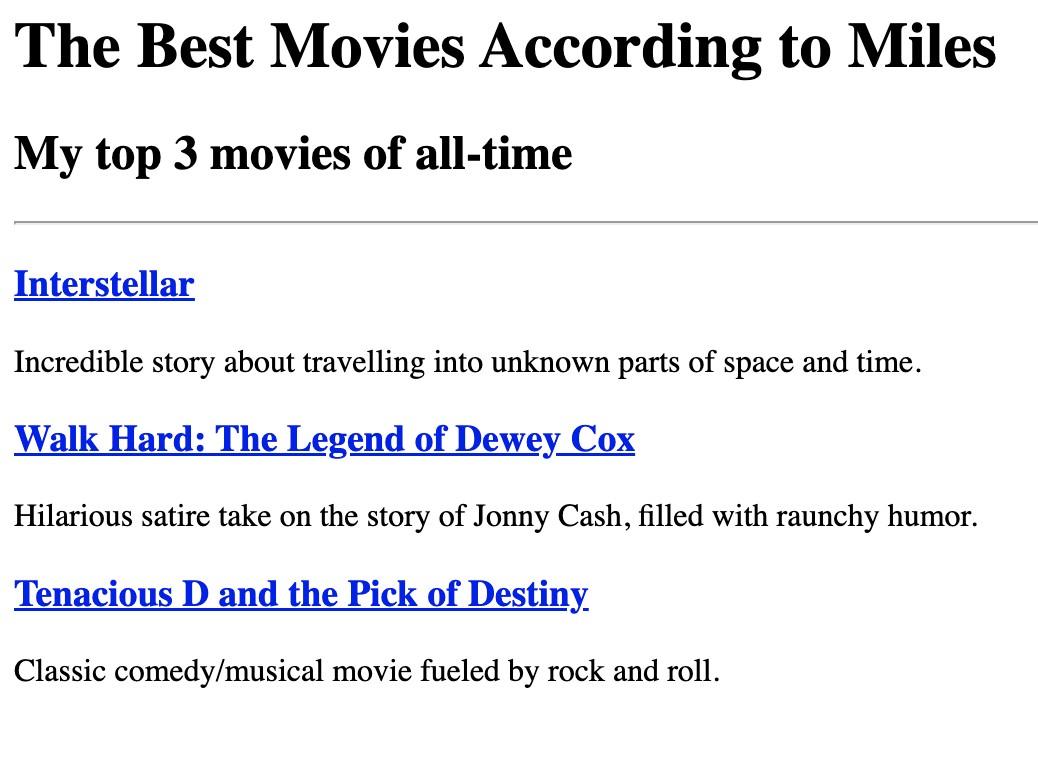 The Best Movies According to Miles
My top 3 movies of all-time
Interstellar
Incredible story about travelling into unknown parts of space and time.
Walk Hard: The Legend of Dewey Cox
Hilarious satire take on the story of Jonny Cash, filled with raunchy humor.
Tenacious D and the Pick of Destiny
Classic comedy/musical movie fueled by rock and roll.